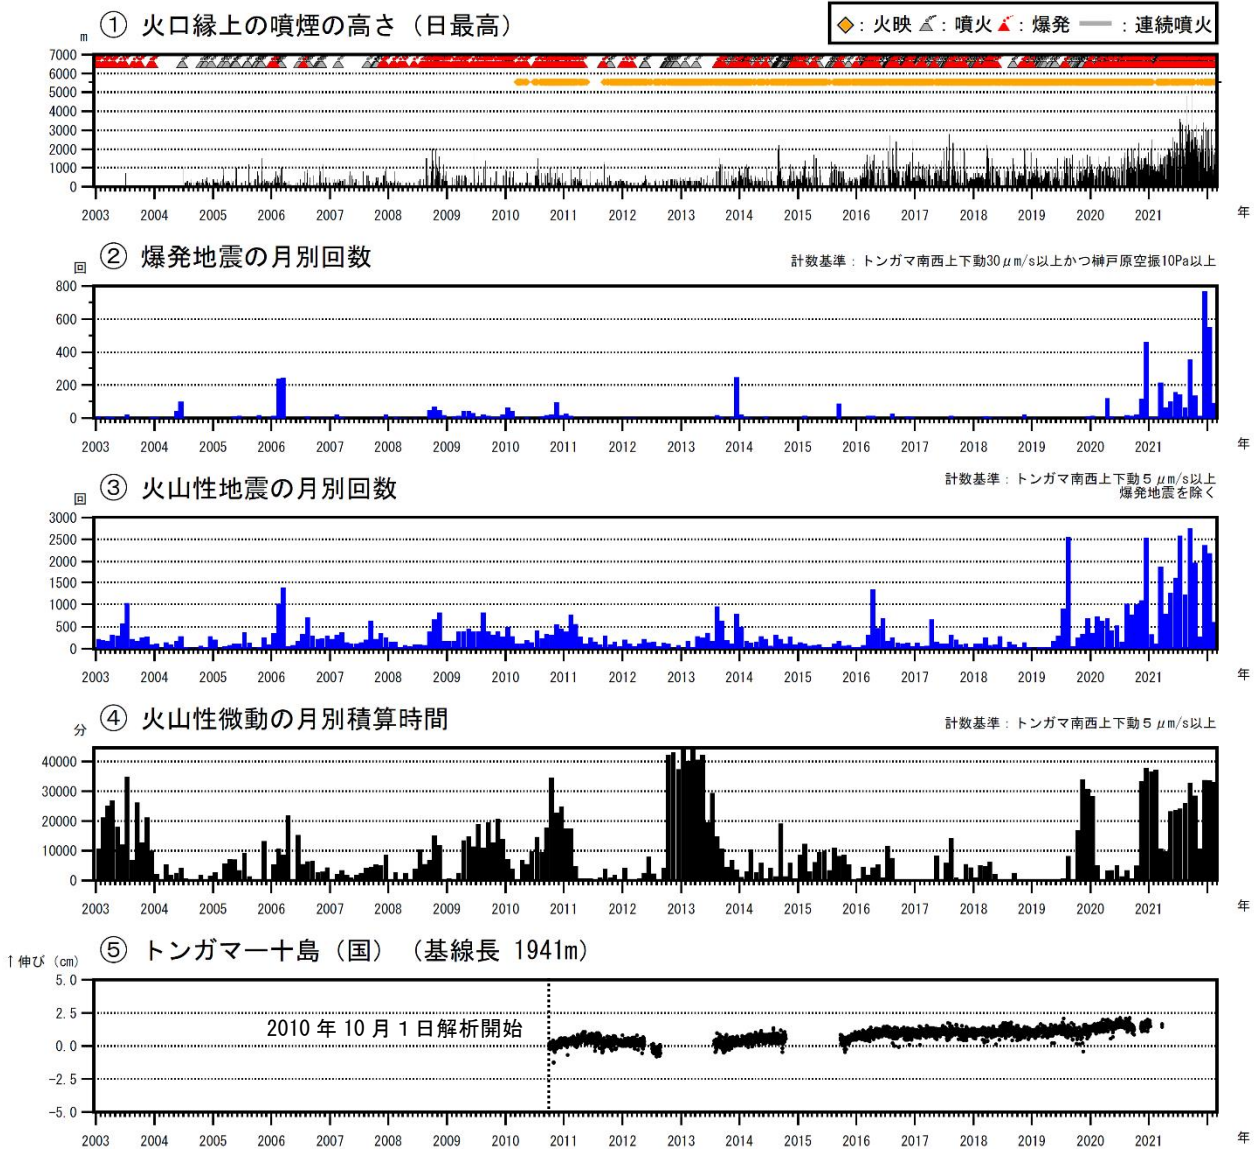 ① 火口縁上の噴煙の高さ（日最高）
◆：火映 ：噴火 ：爆発 ：連続噴火
m
7000
6000
5000
4000
3000
2000
1000
0
2003 2004 2005 2006 2007 2008 2009 2010 2011 2012 2013 2014 2015 2016 2017 2018 2019 2020 2021 年
② 爆発地震の月別回数
計数基準：トンガマ南西上下動30μm/s以上かつ榊戸原空振10Pa以上
回
800
600
400
200
0
2003 2004 2005 2006 2007 2008 2009 2010 2011 2012 2013 2014 2015 2016 2017 2018 2019 2020 2021 年
③ 火山性地震の月別回数
計数基準：トンガマ南西上下動５μm/s以上
爆発地震を除く
回
3000
2500
2000
1500
1000
500
0
2003 2004 2005 2006 2007 2008 2009 2010 2011 2012 2013 2014 2015 2016 2017 2018 2019 2020 2021 年
④ 火山性微動の月別積算時間
計数基準：トンガマ南西上下動５μm/s以上
分
40000
30000
20000
10000
0
2003 2004 2005 2006 2007 2008 2009 2010 2011 2012 2013 2014 2015 2016 2017 2018 2019 2020 2021 年
⑤ トンガマ－十島（国）（基線長 1941m）
↑伸び（cm）
5.0
2.5
0.0
-2.5
-5.0
2010年10月１日解析開始
2003 2004 2005 2006 2007 2008 2009 2010 2011 2012 2013 2014 2015 2016 2017 2018 2019 2020 2021 年